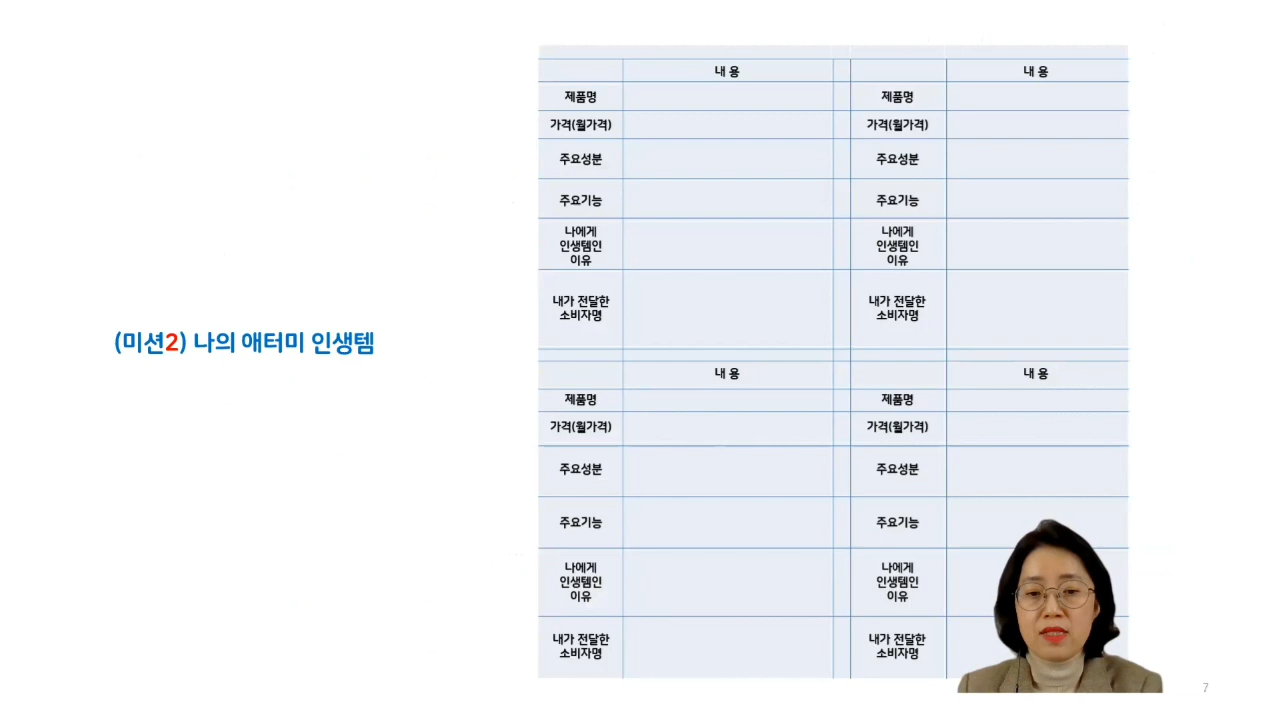 (미션2) 나의 애터미 인생템
내 용
제품명
가격(월가격)
주요성분
주요기능
나에게
인생템인
이유
내가 전달한
소비자명
내 용
제품명
가격(월가격)
주요성분
주요기능
나에게
인생템인
이유
내가 전달한
소비자명
내 용
제품명
가격(월가격)
주요성분
주요기능
나에게
인생템인
이유
내가 전달한
소비자명
내 용
제품명
가격(월가격)
주요성분
주요기능
나에게
인생템인
이유
내가 전달한
소비자명
7